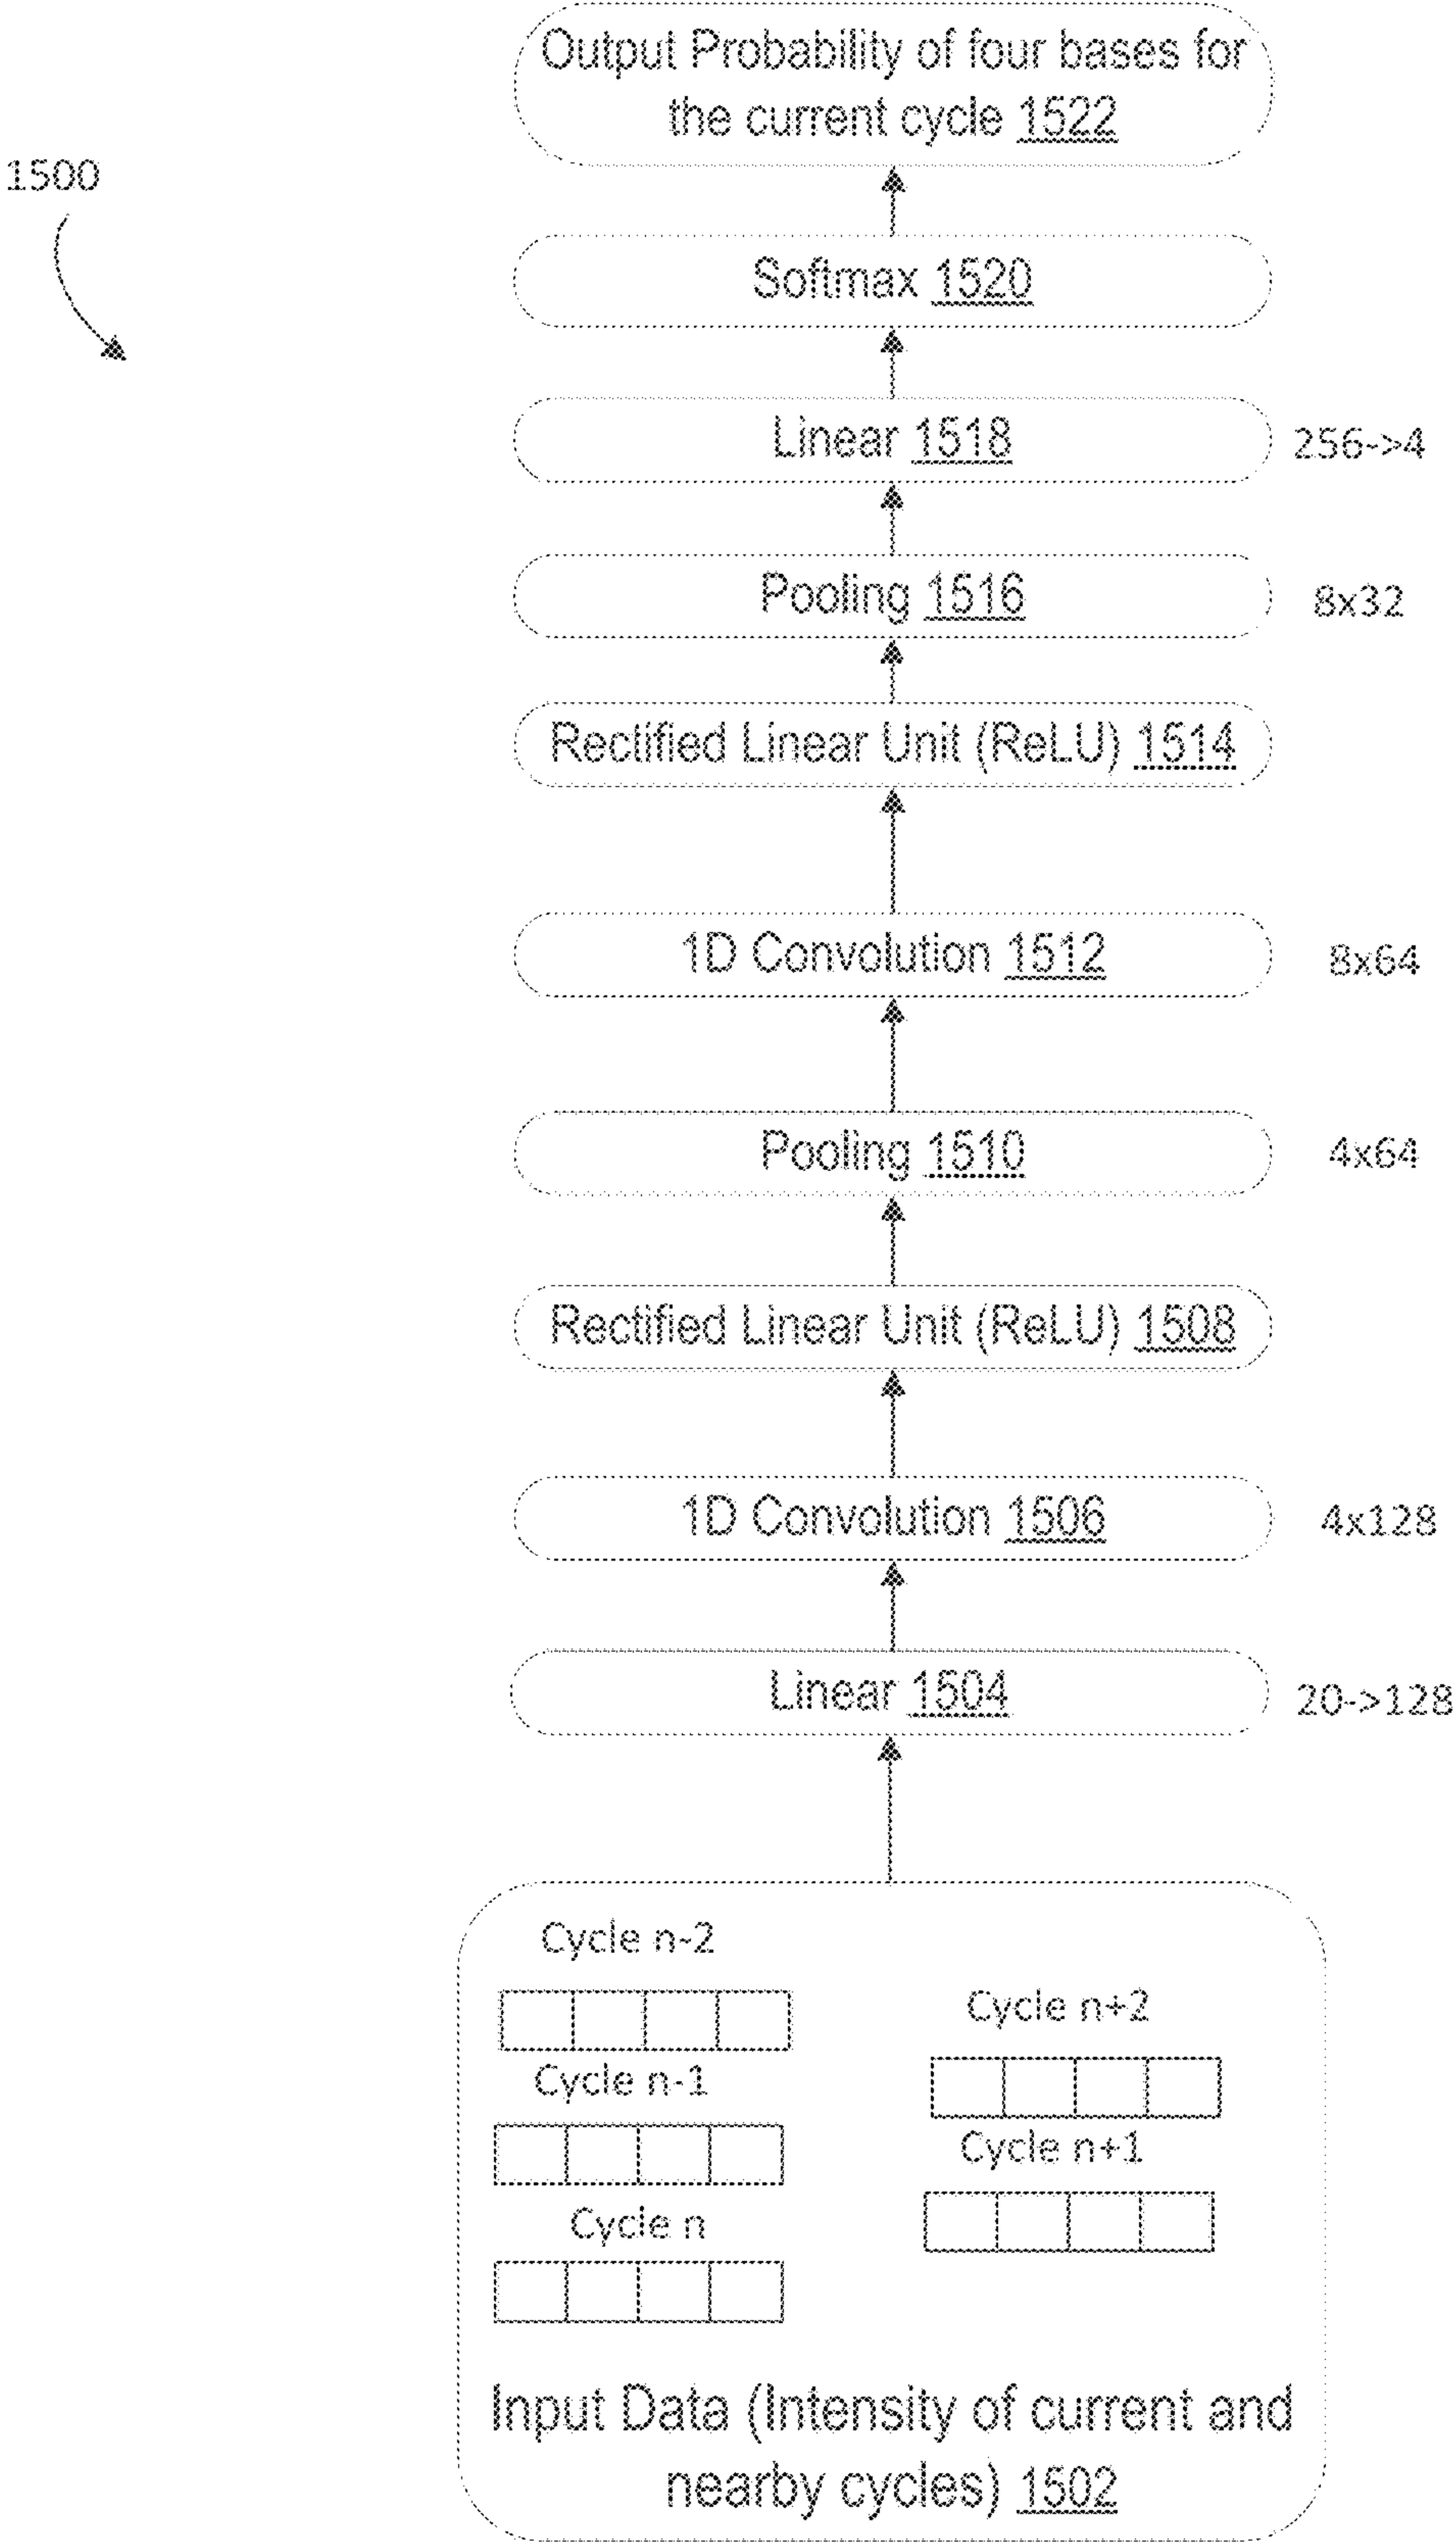 Output Probability of four bases for
the current cycle 1522
1500
Softmax 1520
Linear 1518
256->4
Pooling 1516
8x32
Rectified Linear Unit (ReLU) 1514
1D Convolution 1512
8x64
Pooling 1510
4x64
Rectified Linear Unit (ReLU) 1508
1D Convolution 1506
4x128
Linear 1504
20->128
Cycle n-2
Cycle n+2
Cycle n-1
Cycle n+1
Cycle n
Input Data (Intensity of current and
nearby cycles) 1502